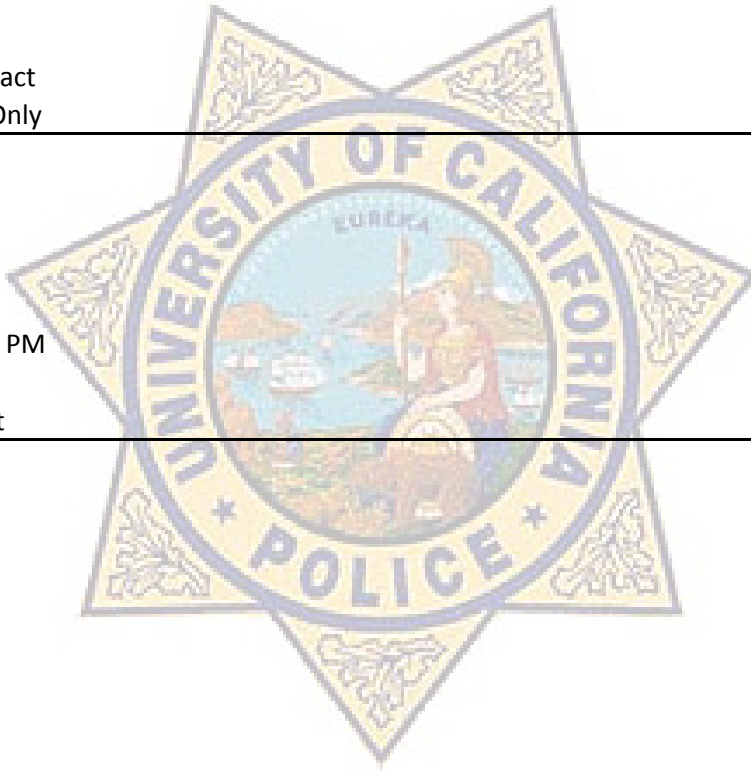 act
Only
UNIVERSITY OF CALIFORNIA
EUREKA
PM
t
* POLICE *